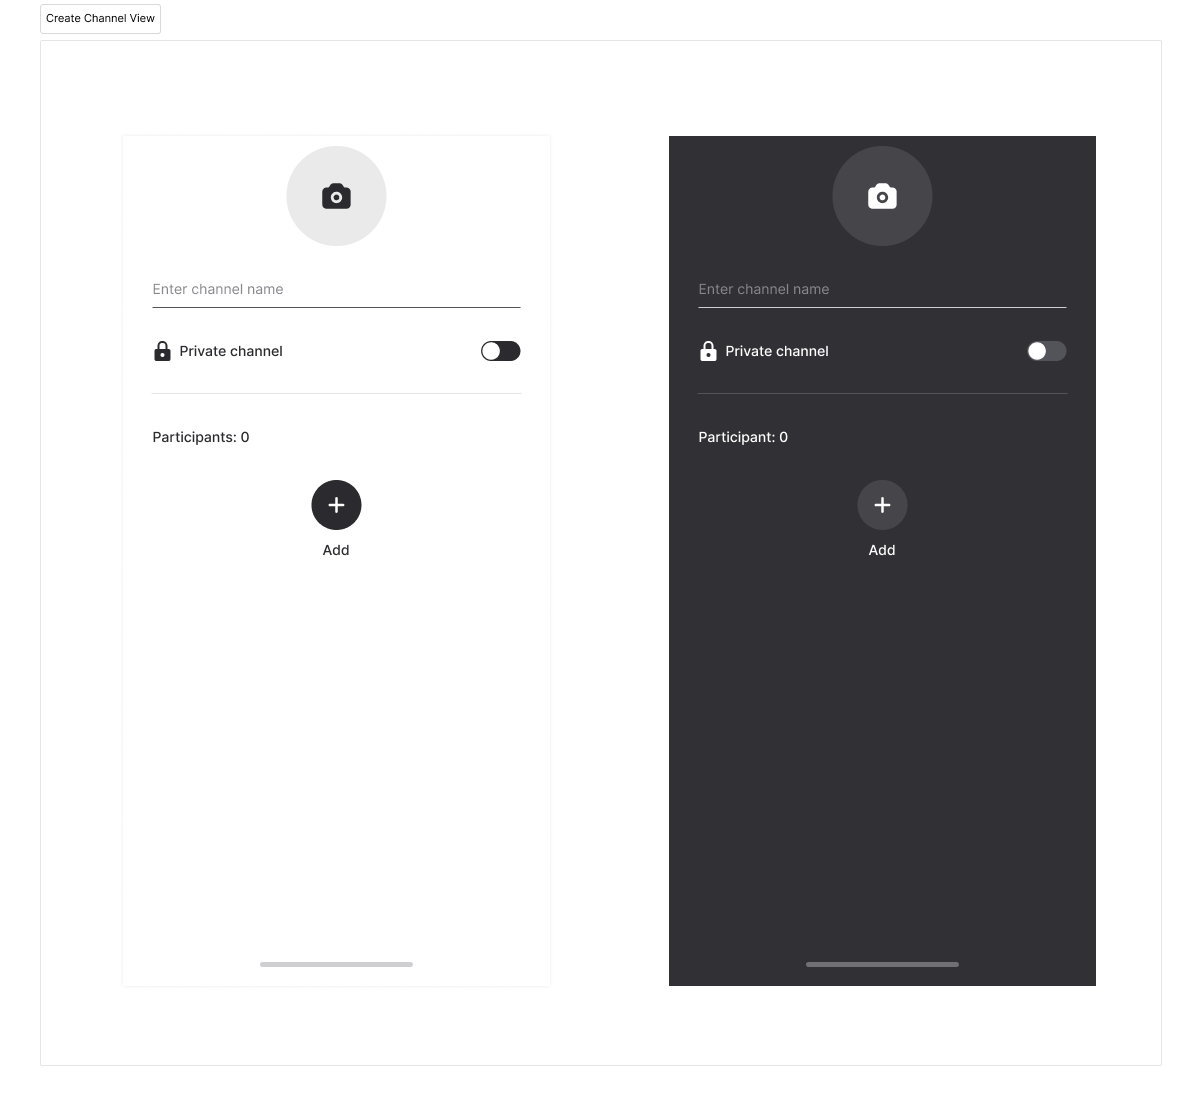 Create Channel View
Enter channel name
Private channel
Participants: 0
Add
Enter channel name
Private channel
Participant: 0
Add